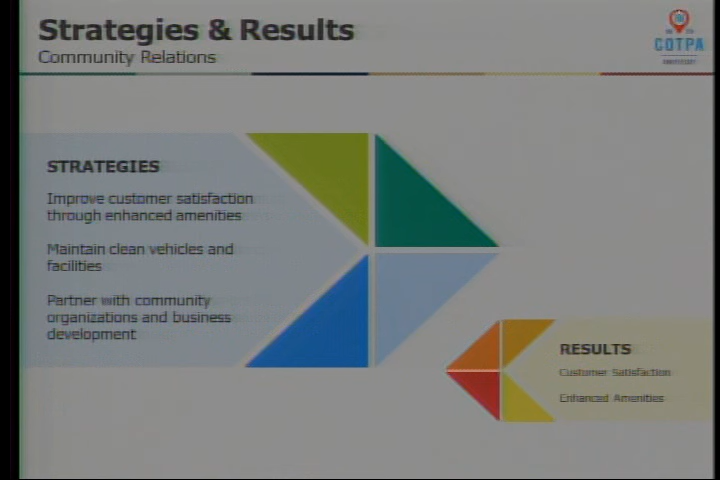 Strategies & Results
Community Relations
COTPA
STRATEGIES
Improve customer satisfaction
through enhanced amenities
Maintain clean vehicles and
facilities
Partner with community
organizations and business
development
RESULTS
Customer Satisfaction
Enhanced Amenities